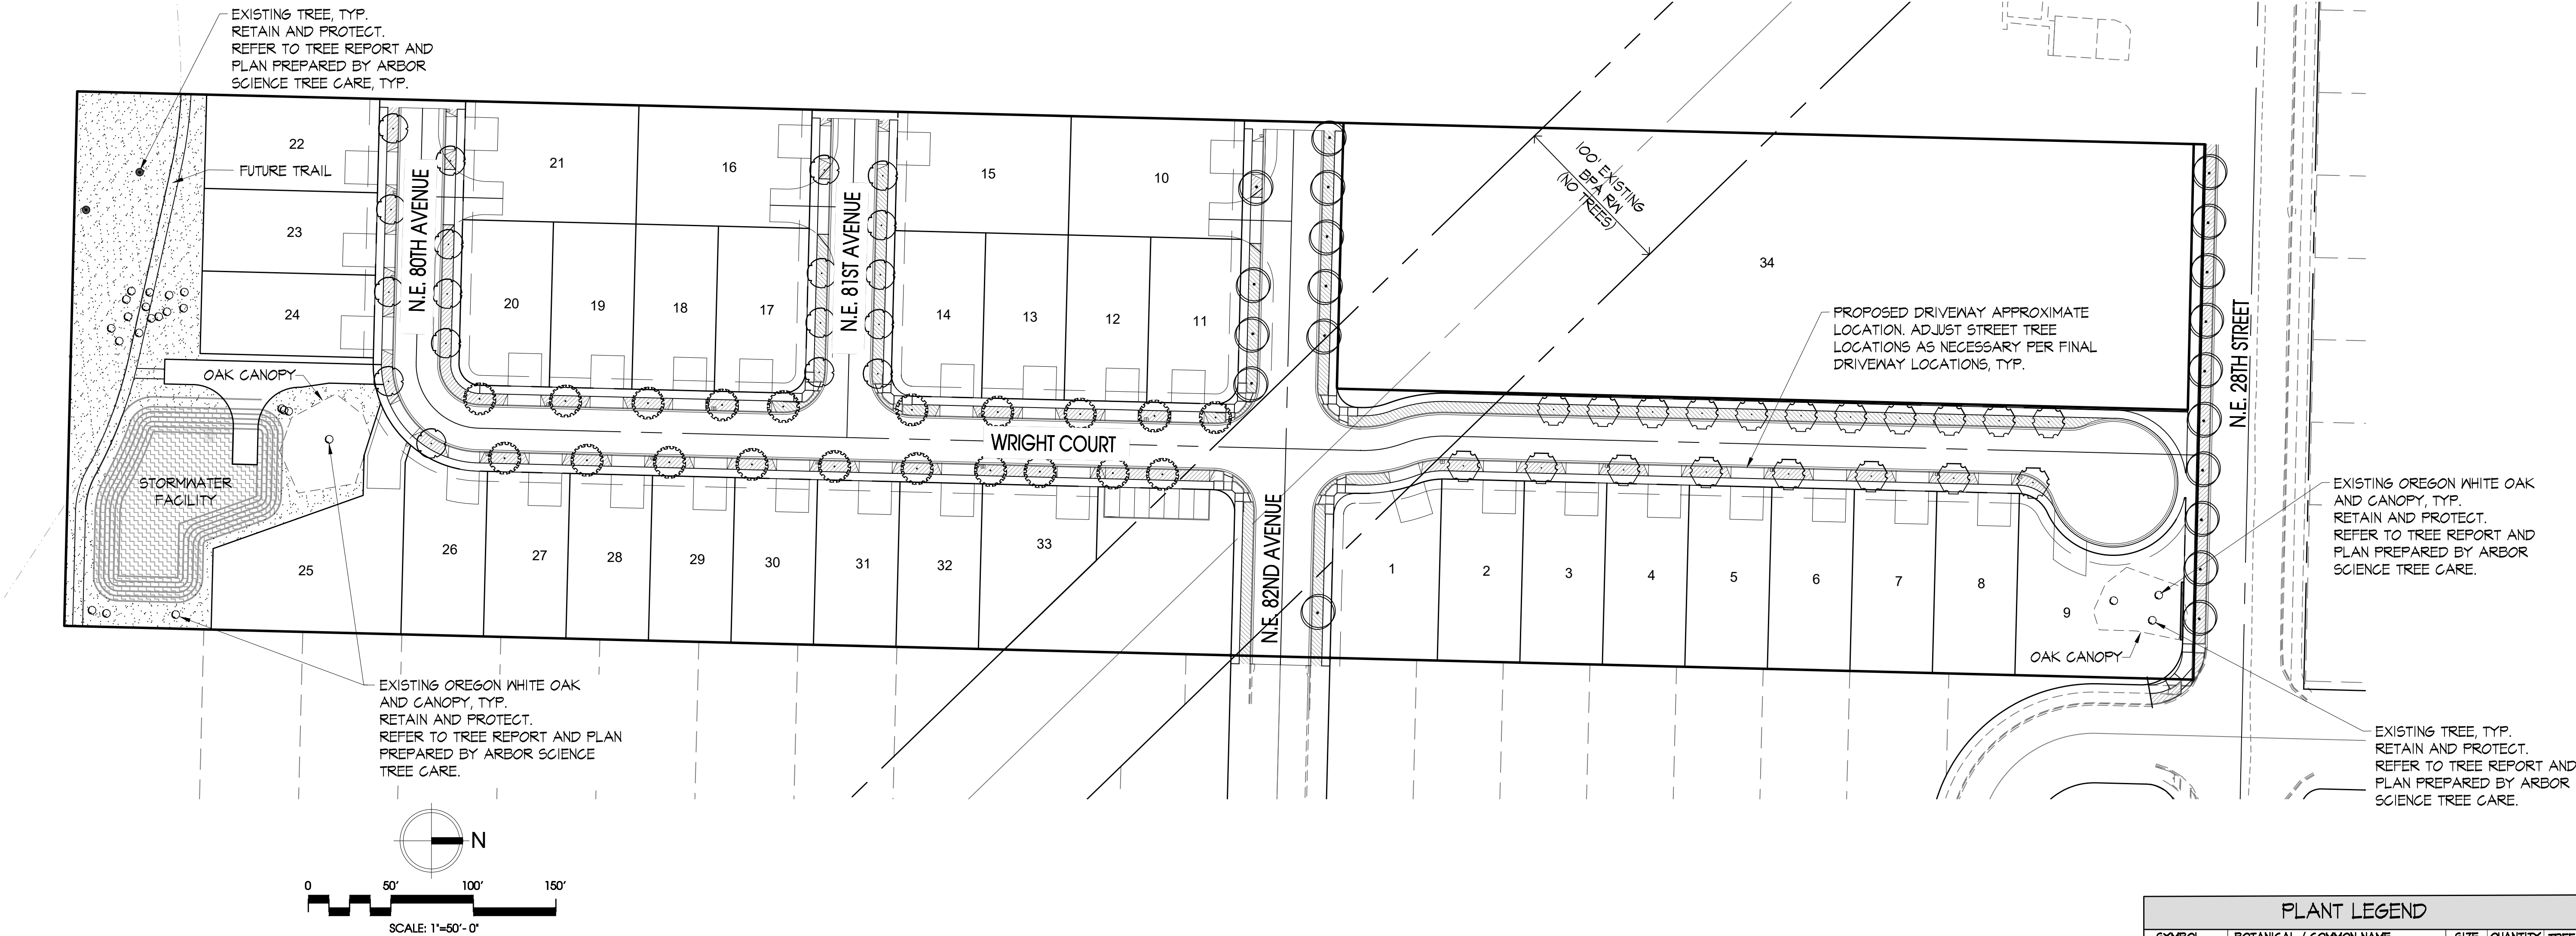 EXISTING TREE, TYP.
RETAIN AND PROTECT.
REFER TO TREE REPORT AND
PLAN PREPARED BY ARBOR
SCIENCE TREE CARE, TYP.
22
FUTURE TRAIL
23
24
OAK CANOPY
STORMWATER
FACILITY
25
N.E. 80TH AVENUE
21
16
20
19
18
17
N.E. 81ST AVENUE
15
10
14
13
12
11
WRIGHT COURT
26
27
28
29
30
31
32
33
N.E. 82ND AVENUE
100' EXISTING
BPA RW
(NO TREES)
34
PROPOSED DRIVEWAY APPROXIMATE
LOCATION. ADJUST STREET TREE
LOCATIONS AS NECESSARY PER FINAL
DRIVEWAY LOCATIONS, TYP.
1
2
3
4
5
6
7
8
9
OAK CANOPY
N.E. 28TH STREET
EXISTING OREGON WHITE OAK
AND CANOPY, TYP.
RETAIN AND PROTECT.
REFER TO TREE REPORT AND
PLAN PREPARED BY ARBOR
SCIENCE TREE CARE.
EXISTING TREE, TYP.
RETAIN AND PROTECT.
REFER TO TREE REPORT AND
PLAN PREPARED BY ARBOR
SCIENCE TREE CARE.
EXISTING OREGON WHITE OAK
AND CANOPY, TYP.
RETAIN AND PROTECT.
REFER TO TREE REPORT AND PLAN
PREPARED BY ARBOR SCIENCE
TREE CARE.
N
0 50' 100' 150'
SCALE: 1"=50'-0"
PLANT LEGEND
SYMBOL BOTANICAL / COMMON NAME SIZE QUANTITY